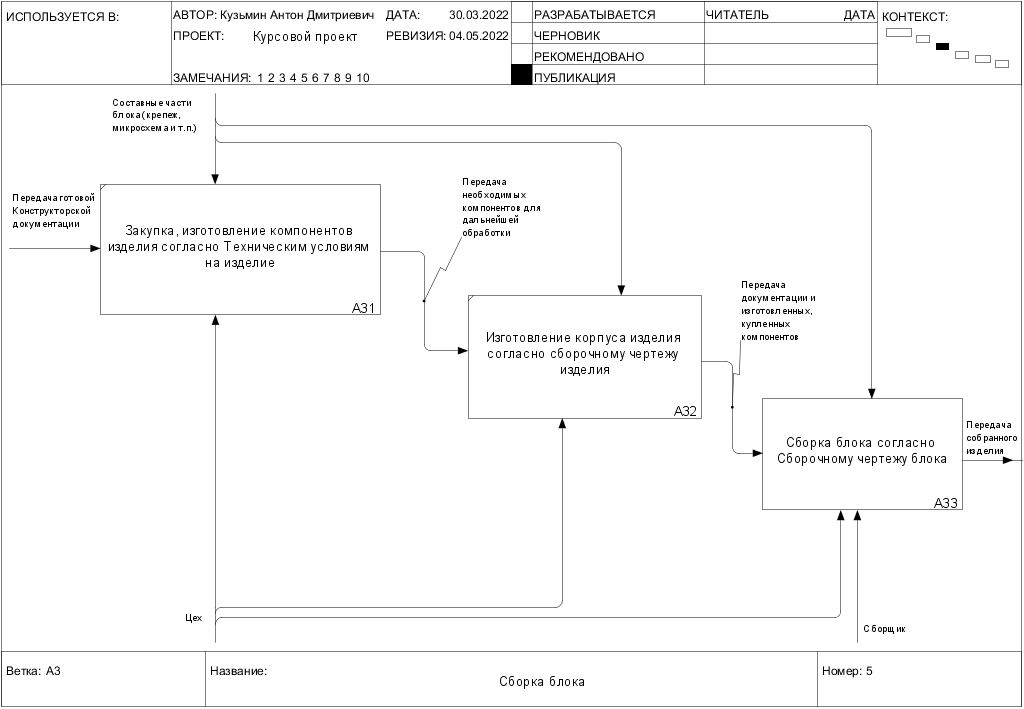 ИСПОЛЬЗУЕТСЯ В:
АВТОР: Кузьмин Антон Дмитриевич ДАТА: 30.03.2022
ПРОЕКТ: Курсовой проект РЕВИЗИЯ: 04.05.2022
ЗАМЕЧАНИЯ: 1 2 3 4 5 6 7 8 9 10
РАЗРАБАТЫВАЕТСЯ
ЧЕРНОВИК
РЕКОМЕНДОВАНО
ПУБЛИКАЦИЯ
ЧИТАТЕЛЬ ДАТА
КОНТЕКСТ:
Составные части
блока(крепеж,
микросхема и т.п.)
Передача готовой
Конструкторской
документации
Закупка, изготовление компонентов
изделия согласно Техническим условиям
на изделие
A31
Передача
необходимых
компонентов для
дальнейшей
обработки
Изготовление корпуса изделия
согласно сборочному чертежу
изделия
A32
Передача
документации и
изготовленных,
купленных
компонентов
Сборка блока согласно
Сборочному чертежу блока
A33
Передача
собранного
изделия
Цех
Сборщик
Ветка: A3
Название:
Сборка блока
Номер: 5